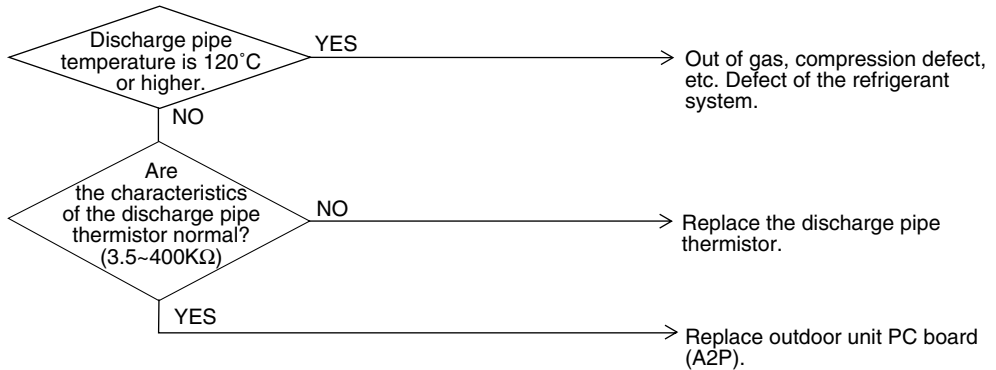 Discharge pipe
temperature is 120˚C
or higher.
YES
Out of gas, compression defect,
etc. Defect of the refrigerant
system.
NO
Are
the characteristics
of the discharge pipe
thermistor normal?
(3.5~400KΩ)
NO
Replace the discharge pipe
thermistor.
YES
Replace outdoor unit PC board
(A2P).